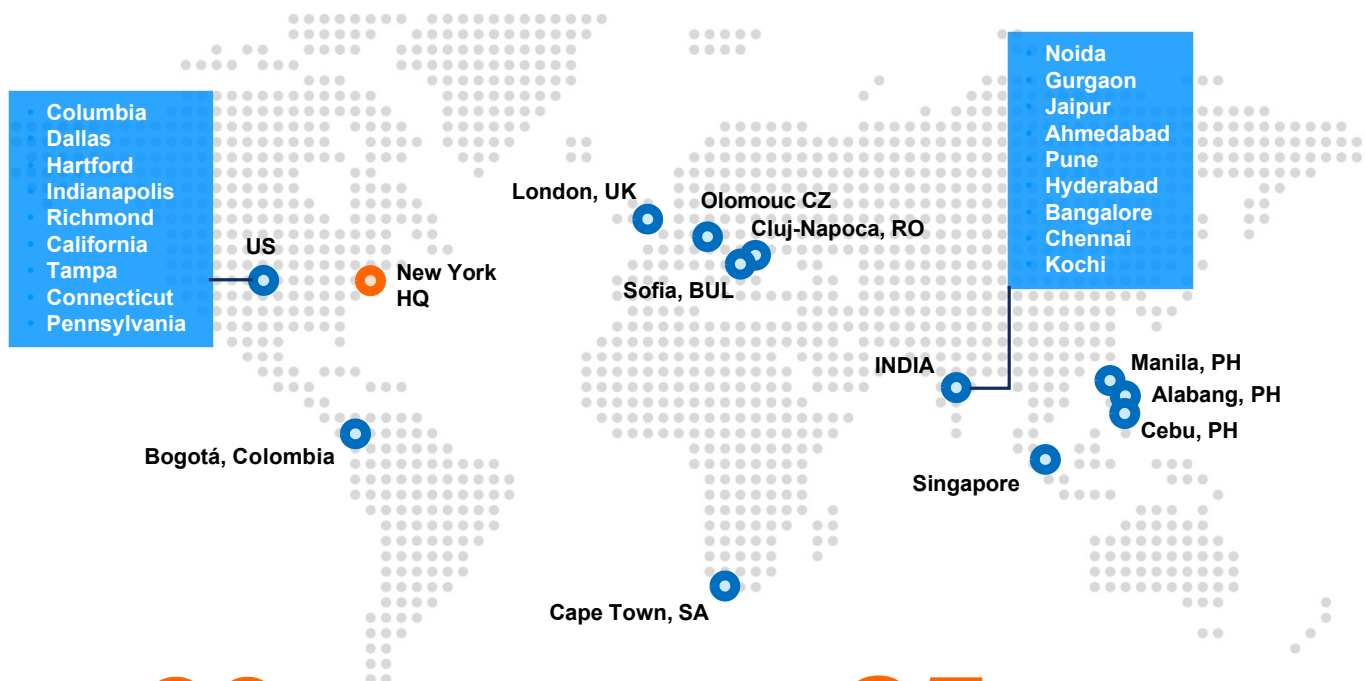 Columbia
Dallas
Hartford
Indianapolis
Richmond
California
Tampa
Connecticut
Pennsylvania
US
New York
HQ
Bogotá, Colombia
London, UK
Olomouc CZ
Cluj-Napoca, RO
Sofia, BUL
Cape Town, SA
Noida
Gurgaon
Jaipur
Ahmedabad
Pune
Hyderabad
Bangalore
Chennai
Kochi
INDIA
Manila, PH
Alabang, PH
Cebu, PH
Singapore